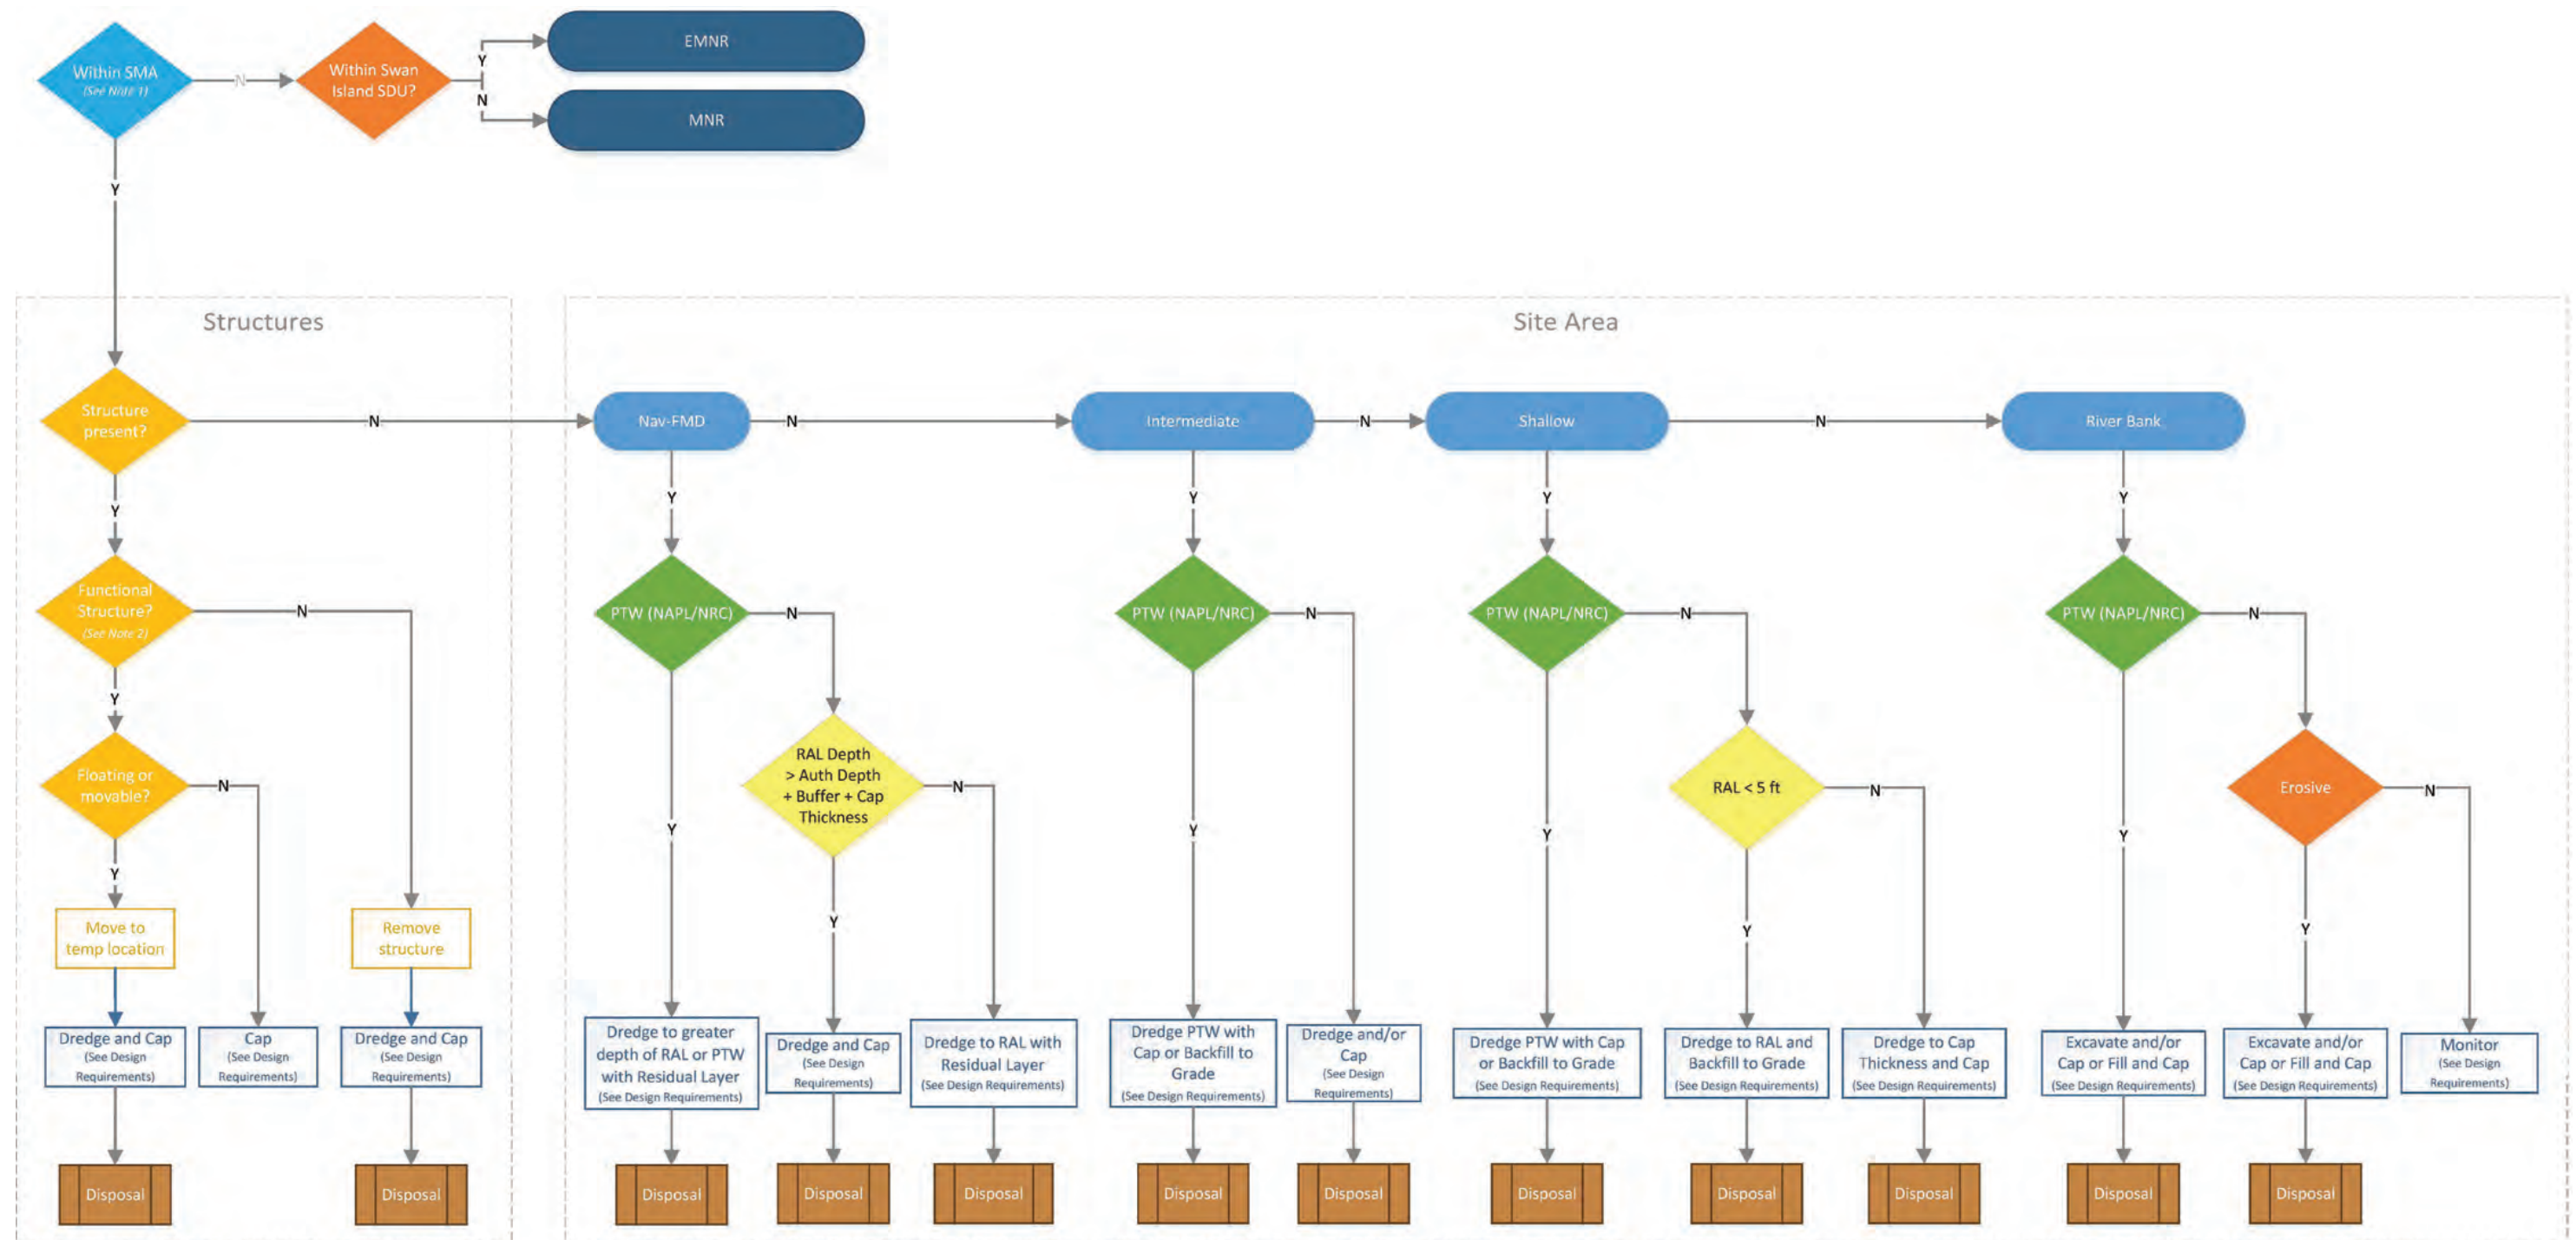 Within SMA
(See Note 1)
N
Within Swan
Island SDU?
Y
EMNR
N
MNR
Y
Structures
Site Area
Structure
present?
N
Nav-FMD
N
Intermediate
N
Shallow
N
River Bank
Y
Y
Y
Y
Y
Functional
Structure?
(See Note 2)
N
PTW (NAPL/NRC)
N
PTW (NAPL/NRC)
N
PTW (NAPL/NRC)
N
PTW (NAPL/NRC)
N
Y
Floating or
movable?
N
RAL Depth
> Auth Depth
+ Buffer + Cap
Thickness
N
RAL < 5 ft
N
Erosive
N
Y
Y
Y
Y
Y
Y
Y
Y
Move to
temp location
Remove
structure
Dredge and Cap
(See Design
Requirements)
Cap
(See Design
Requirements)
Dredge and Cap
(See Design
Requirements)
Dredge to greater
depth of RAL or PTW
with Residual Layer
(See Design Requirements)
Dredge and Cap
(See Design
Requirements)
Dredge to RAL with
Residual Layer
(See Design Requirements)
Dredge PTW with
Cap or Backfill to
Grade
(See Design Requirements)
Dredge and/or
Cap
(See Design
Requirements)
Dredge PTW with Cap
or Backfill to Grade
(See Design Requirements)
Dredge to RAL and
Backfill to Grade
(See Design Requirements)
Dredge to Cap
Thickness and Cap
(See Design Requirements)
Excavate and/or
Cap or Fill and Cap
(See Design Requirements)
Excavate and/or
Cap or Fill and Cap
(See Design Requirements)
Monitor
(See Design
Requirements)
Disposal
Disposal
Disposal
Disposal
Disposal
Disposal
Disposal
Disposal
Disposal
Disposal
Disposal
Disposal